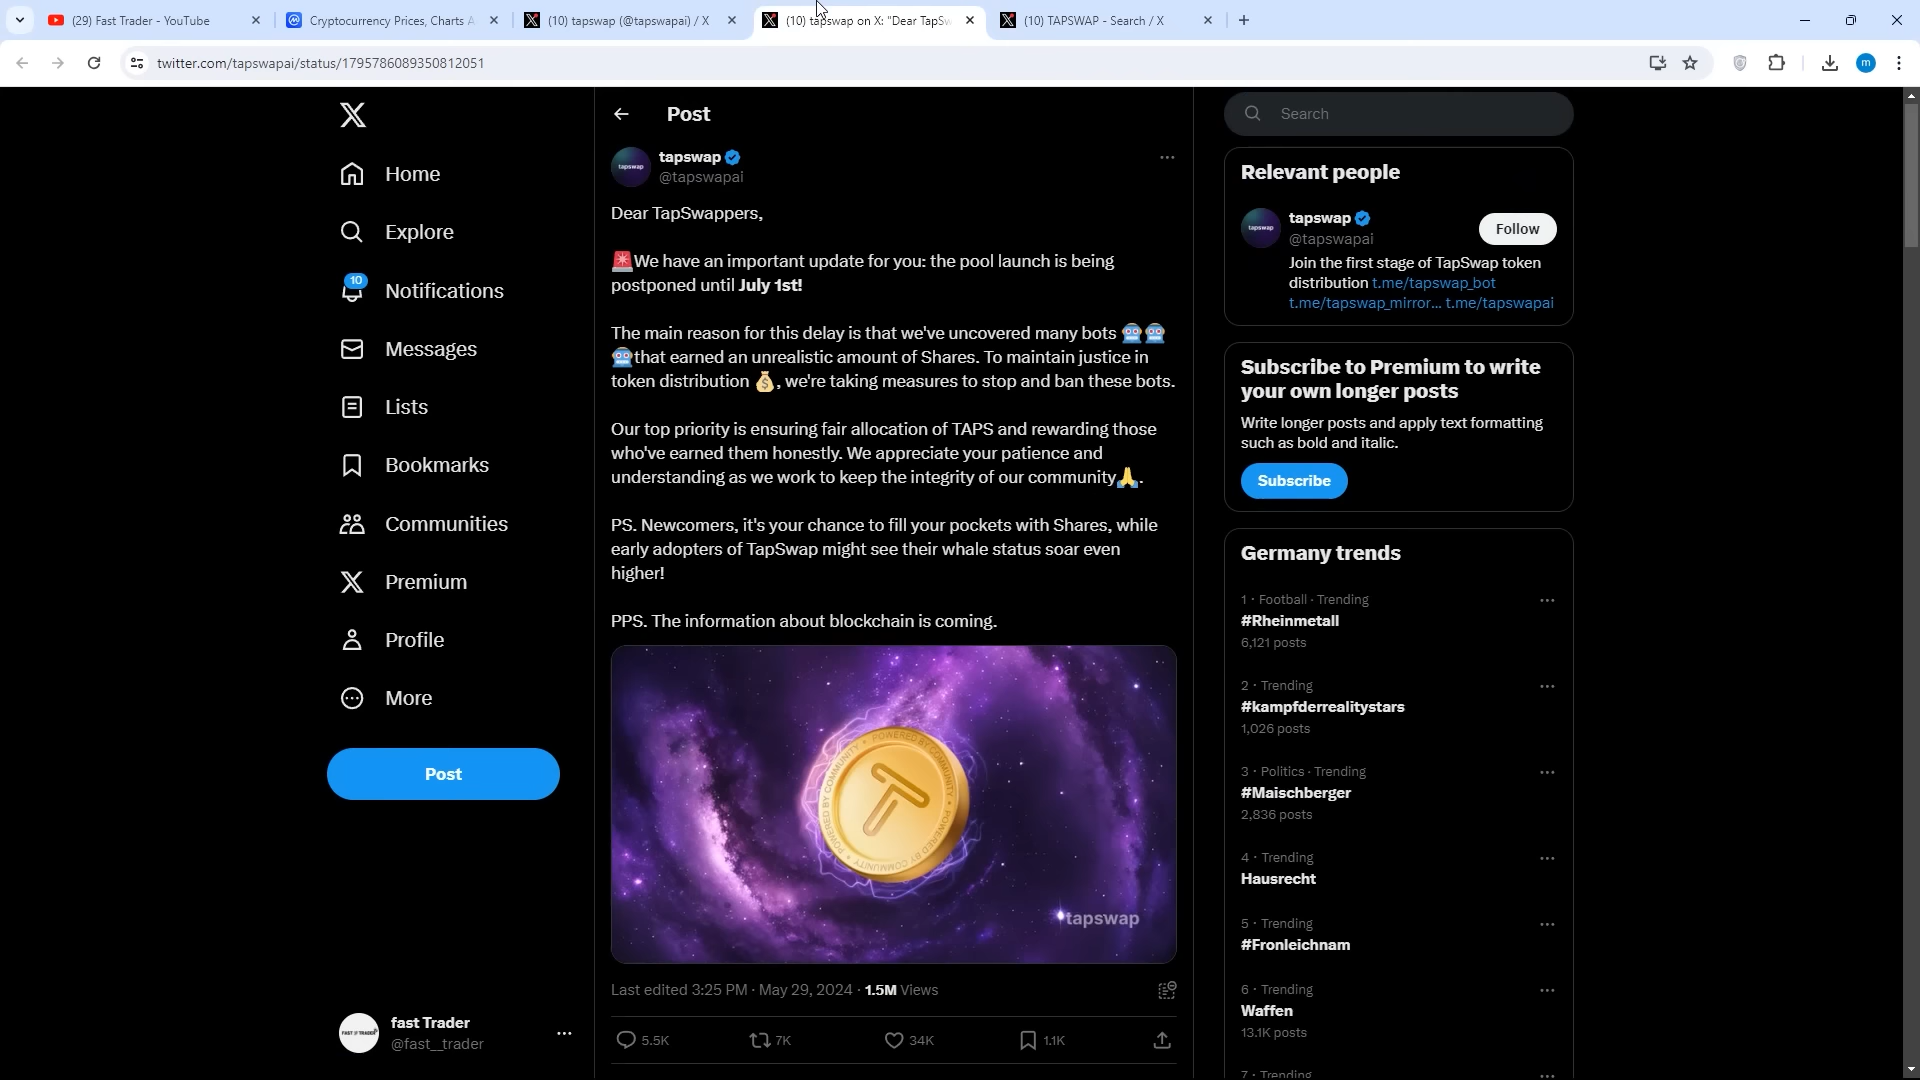 (29) Fast Trader - YouTube
Cryptocurrency Prices, Charts A
(10) tapswap (@tapswapai) / X
(10) tapswap on X: "Dear TapSw
(10) TAPSWAP - Search / X
twitter.com/tapswapai/status/1795786089350812051
m
Home
Explore
10
Notifications
Messages
Lists
Bookmarks
Communities
Premium
Profile
More
Post
fast Trader
@fast__trader
Post
tapswap
tapswap
@tapswapai
Dear TapSwappers,
🚨We have an important update for you: the pool launch is being
postponed until July 1st!
The main reason for this delay is that we've uncovered many bots 🤖🤖
🤖that earned an unrealistic amount of Shares. To maintain justice in
token distribution 💰, we're taking measures to stop and ban these bots.
Our top priority is ensuring fair allocation of TAPS and rewarding those
who've earned them honestly. We appreciate your patience and
understanding as we work to keep the integrity of our community🙏.
PS. Newcomers, it's your chance to fill your pockets with Shares, while
early adopters of TapSwap might see their whale status soar even
higher!
PPS. The information about blockchain is coming.
POWERED BY COMMUNITY • POWERED BY COMMUNITY •
tapswap
Last edited 3:25 PM · May 29, 2024 · 1.5M Views
5.5K
7K
34K
1.1K
Search
Relevant people
tapswap
tapswap
@tapswapai
Follow
Join the first stage of TapSwap token
distribution t.me/tapswap_bot
t.me/tapswap_mirror... t.me/tapswapai
Subscribe to Premium to write
your own longer posts
Write longer posts and apply text formatting
such as bold and italic.
Subscribe
Germany trends
1 · Football · Trending
#Rheinmetall
6,121 posts
2 · Trending
#kampfderrealitystars
1,026 posts
3 · Politics · Trending
#Maischberger
2,836 posts
4 · Trending
Hausrecht
5 · Trending
#Fronleichnam
6 · Trending
Waffen
13.1K posts
7 · Trending